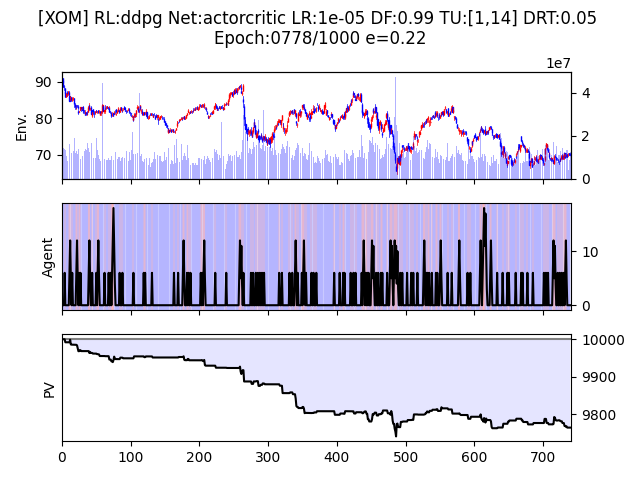 [XOM] RL:ddpg Net:actorcritic LR:1e-05 DF:0.99 TU:[1,14] DRT:0.05
Epoch:0778/1000 e=0.22
1e7
90
80
70
Env.
4
2
0
Agent
10
0
PV
10000
9900
9800
0 100 200 300 400 500 600 700